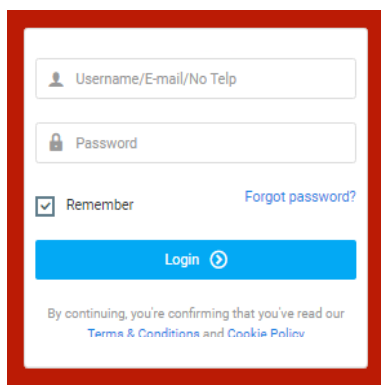 Username/E-mail/No Telp
Password
Remember
Forgot password?
Login
By continuing, you're confirming that you've read our
Terms & Conditions and Cookie Policy